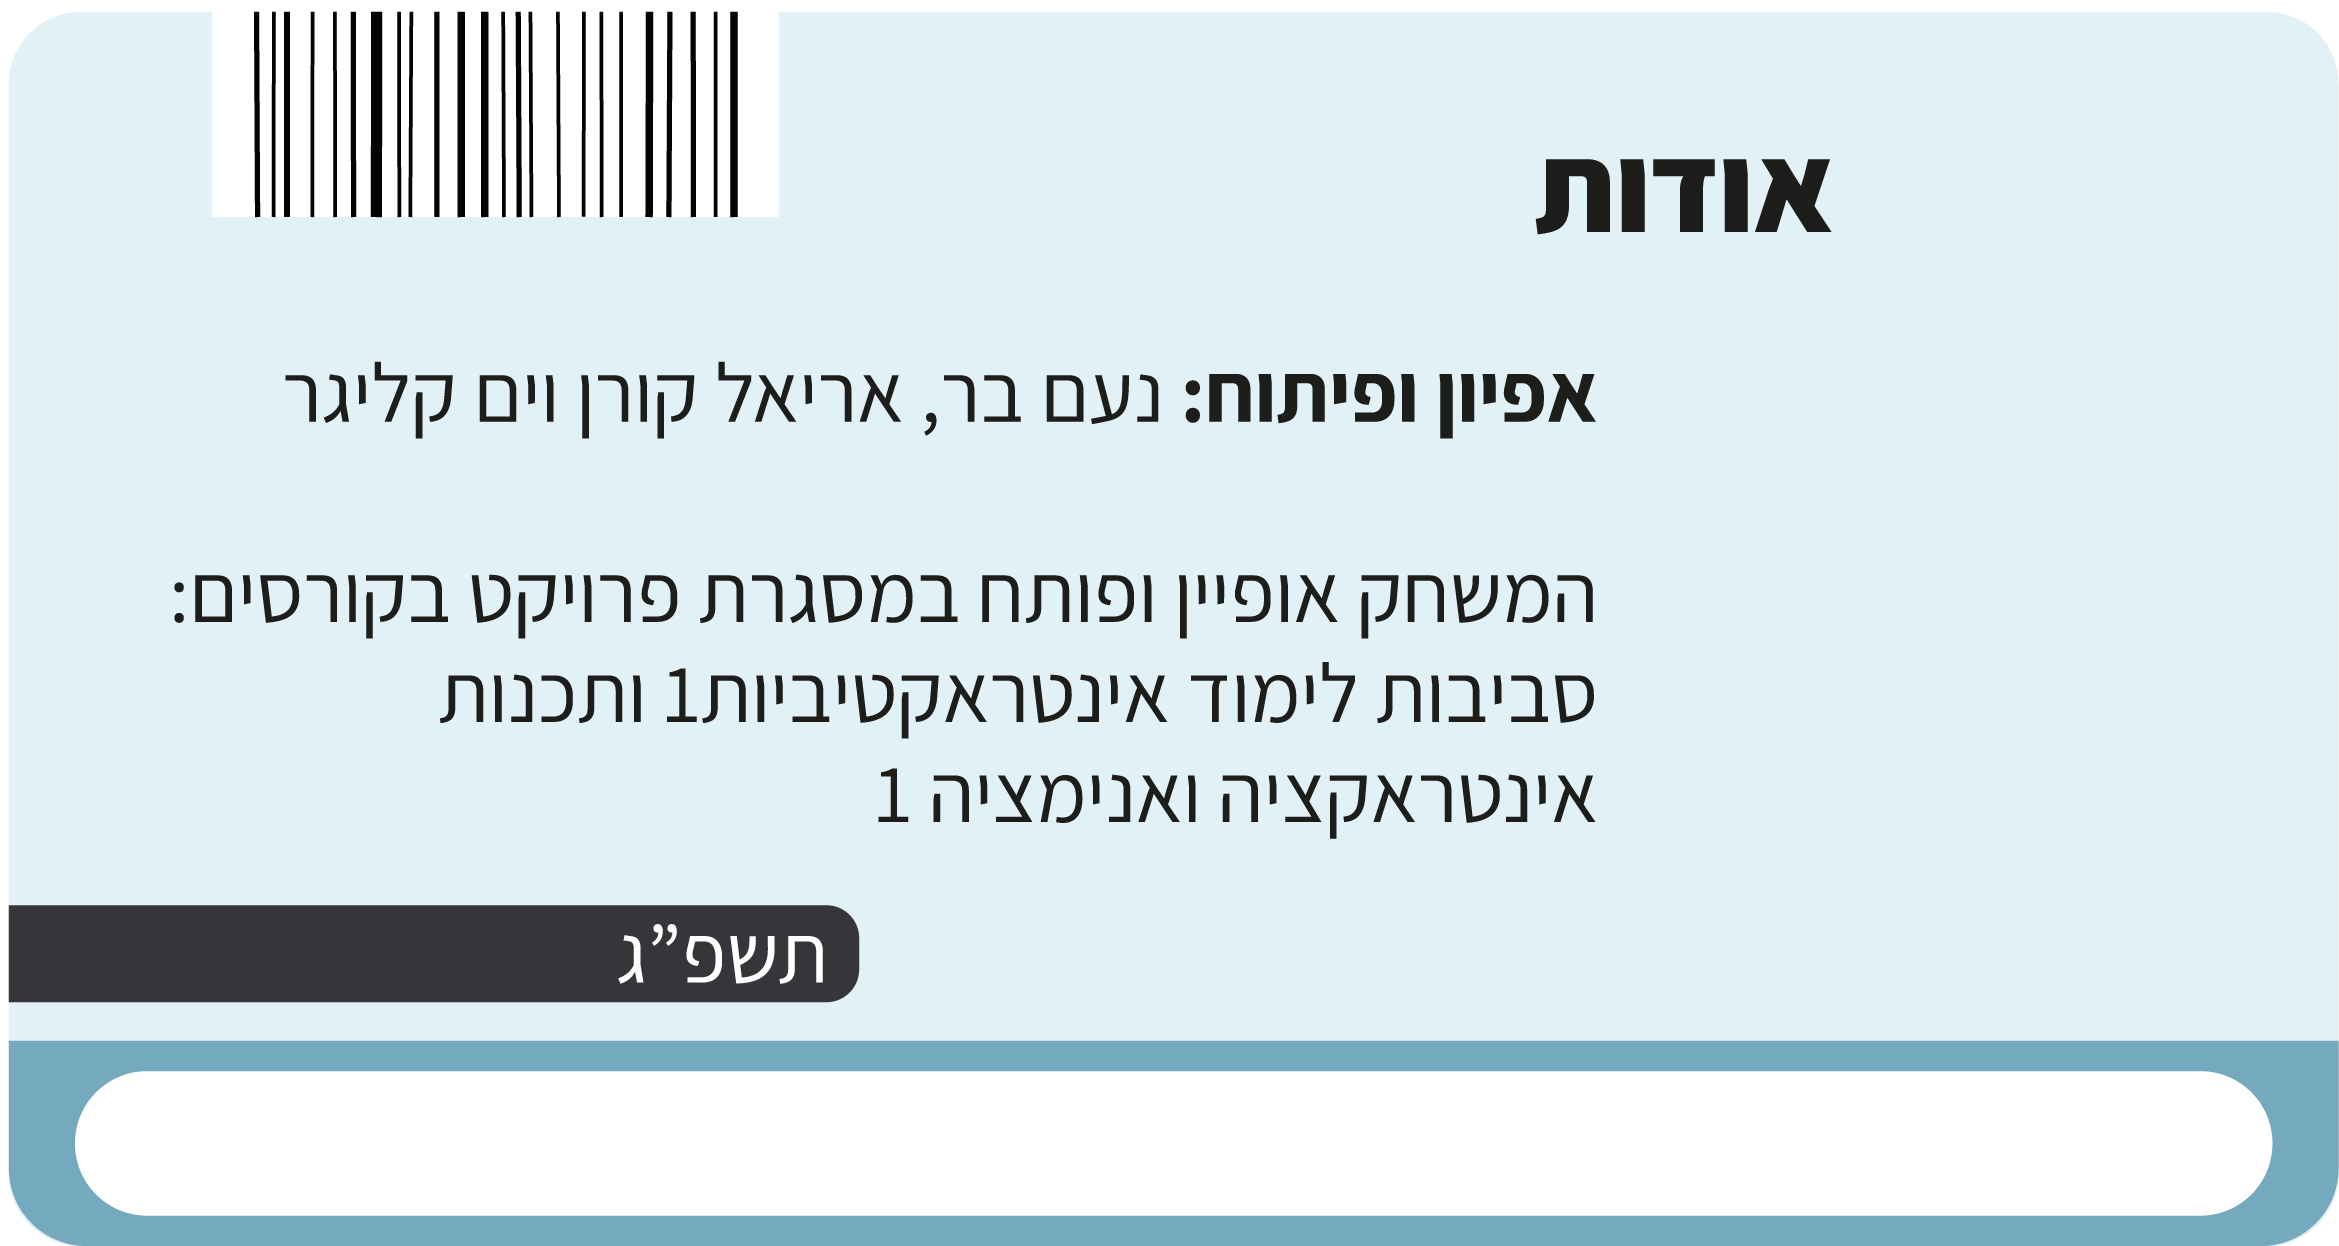 אודות
אפיון ופיתוח: נעם בר, אריאל קורן וים קליגר
המשחק אופיין ופותח במסגרת פרויקט בקורסים:
סביבות לימוד אינטראקטיביות1 ותכנות
אינטראקציה ואנימציה 1
תשפ”ג